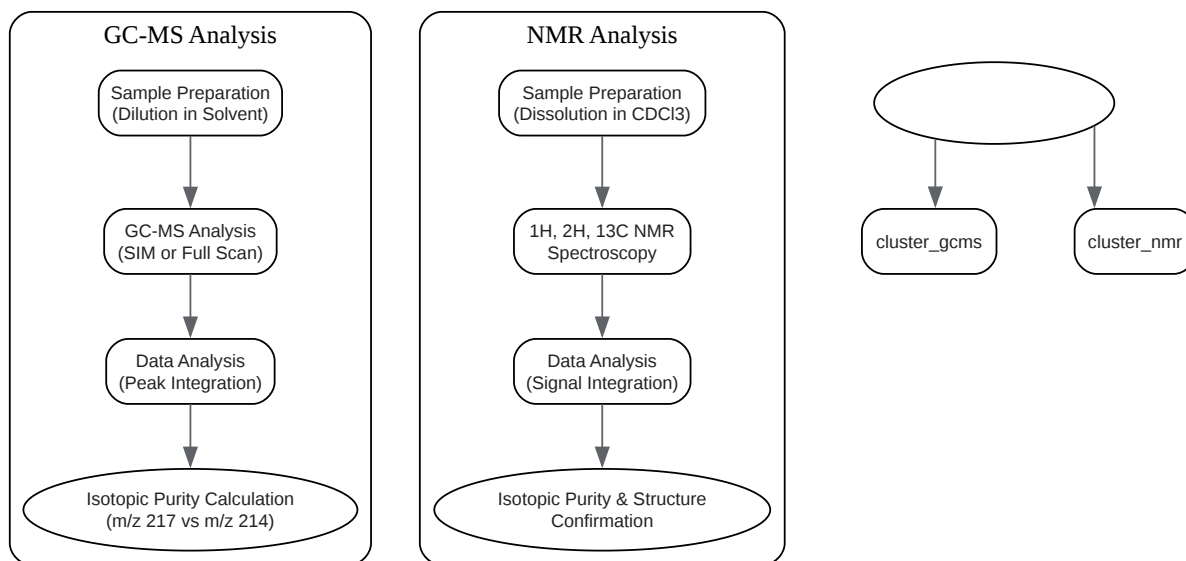 GC-MS Analysis
Sample Preparation
(Dilution in Solvent)
GC-MS Analysis
(SIM or Full Scan)
Data Analysis
(Peak Integration)
Isotopic Purity Calculation
(m/z 217 vs m/z 214)
NMR Analysis
Sample Preparation
(Dissolution in CDCl3)
1H, 2H, 13C NMR
Spectroscopy
Data Analysis
(Signal Integration)
Isotopic Purity & Structure
Confirmation
cluster_gcms
cluster_nmr